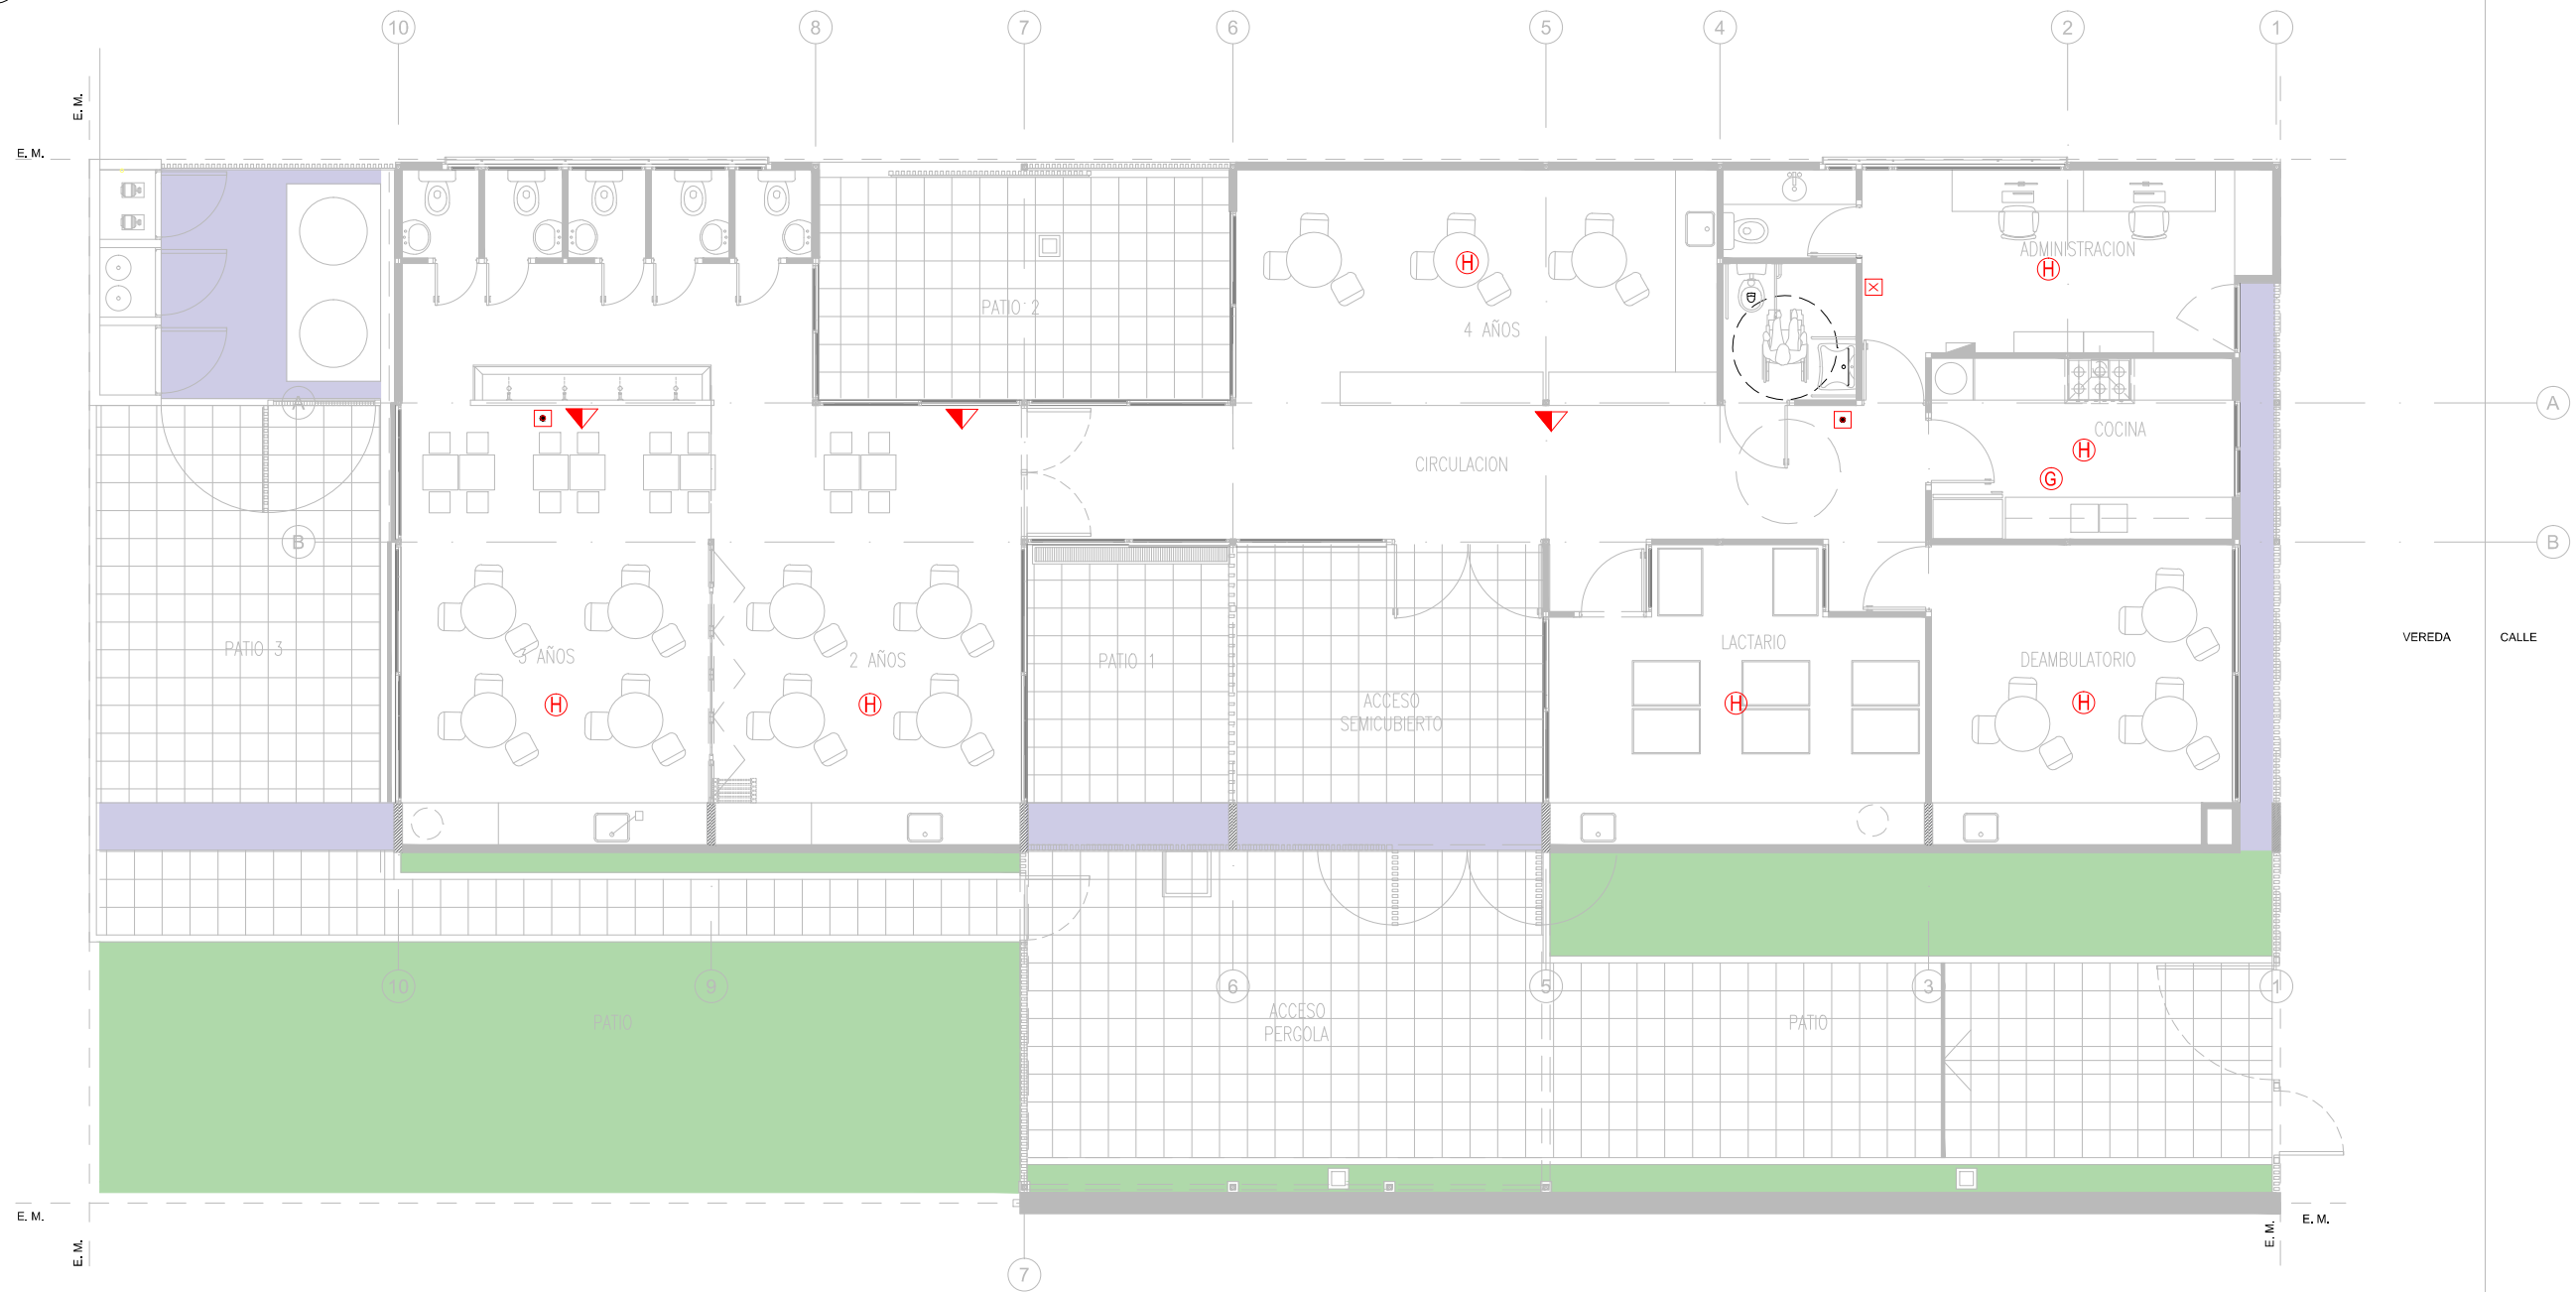 10
8
7
6
5
4
2
1
E. M.
E. M.
ADMINISTRACION
H
H
PATIO 2
4 AÑOS
A
A
COCINA
H
CIRCULACION
G
B
B
PATIO 3
3 AÑOS
2 AÑOS
PATIO 1
LACTARIO
DEAMBULATORIO
VEREDA
CALLE
H
H
ACCESO
SEMICUBIERTO
H
H
10
9
6
5
3
1
PATIO
ACCESO
PERGOLA
PATIO
E. M.
E. M.
E. M.
E. M.
7